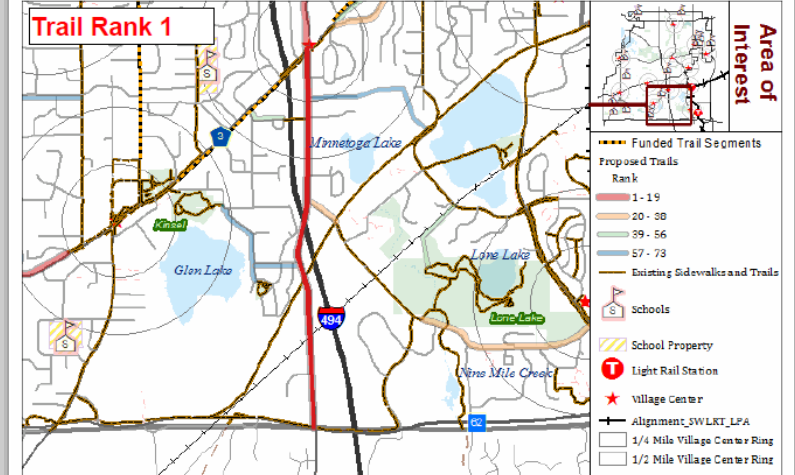 Trail Rank 1
Area of
Interest
3
Minnetoga Lake
Kinsel
Glen Lake
Lone Lake
Lone Lake
494
Nine Mile Creek
62
S
S
Funded Trail Segments
Proposed Trails
Rank
1 - 19
20 - 38
39 - 56
57 - 73
Existing Sidewalks and Trails
S
Schools
School Property
T
Light Rail Station
Village Center
Alignment_SWLRT_LPA
1/4 Mile Village Center Ring
1/2 Mile Village Center Ring